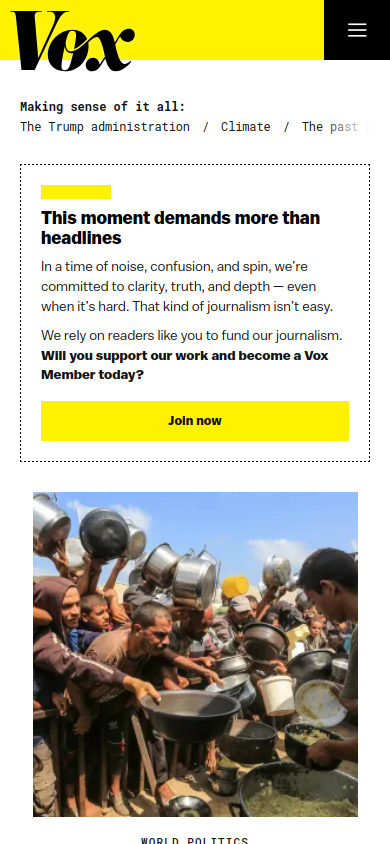 Vox
Making sense of it all:
The Trump administration / Climate / The past
This moment demands more than
headlines
In a time of noise, confusion, and spin, we’re
committed to clarity, truth, and depth — even
when it’s hard. That kind of journalism isn’t easy.
We rely on readers like you to fund our journalism.
Will you support our work and become a Vox
Member today?
Join now
WORLD POLITICS